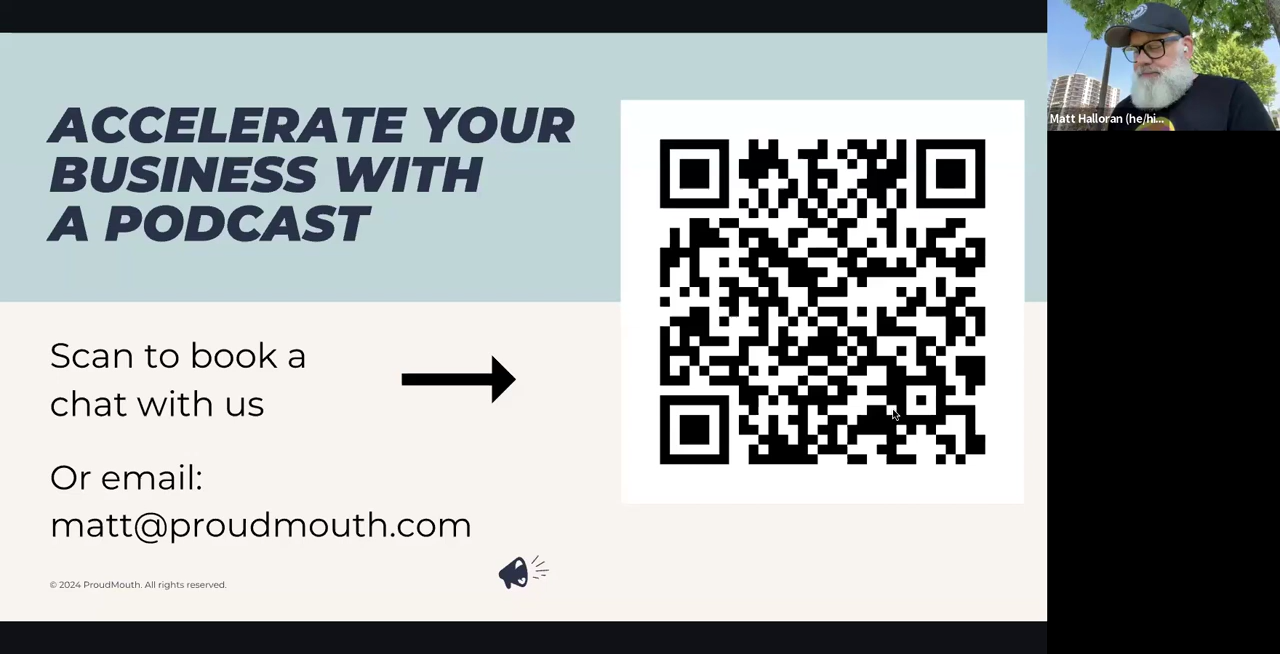 ACCELERATE YOUR
BUSINESS WITH
A PODCAST
Scan to book a
chat with us
Or email:
matt@proudmouth.com
© 2024 ProudMouth. All rights reserved.
Matt Halloran (he/hi...